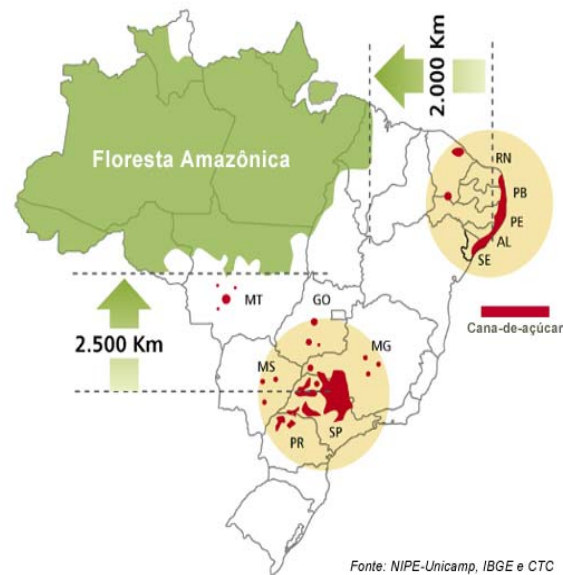 2.000 Km
Floresta Amazônica
RN
PB
PE
AL
SE
MT
GO
Cana-de-açúcar
2.500 Km
MS
MG
SP
PR
Fonte: NIPE-Unicamp, IBGE e CTC